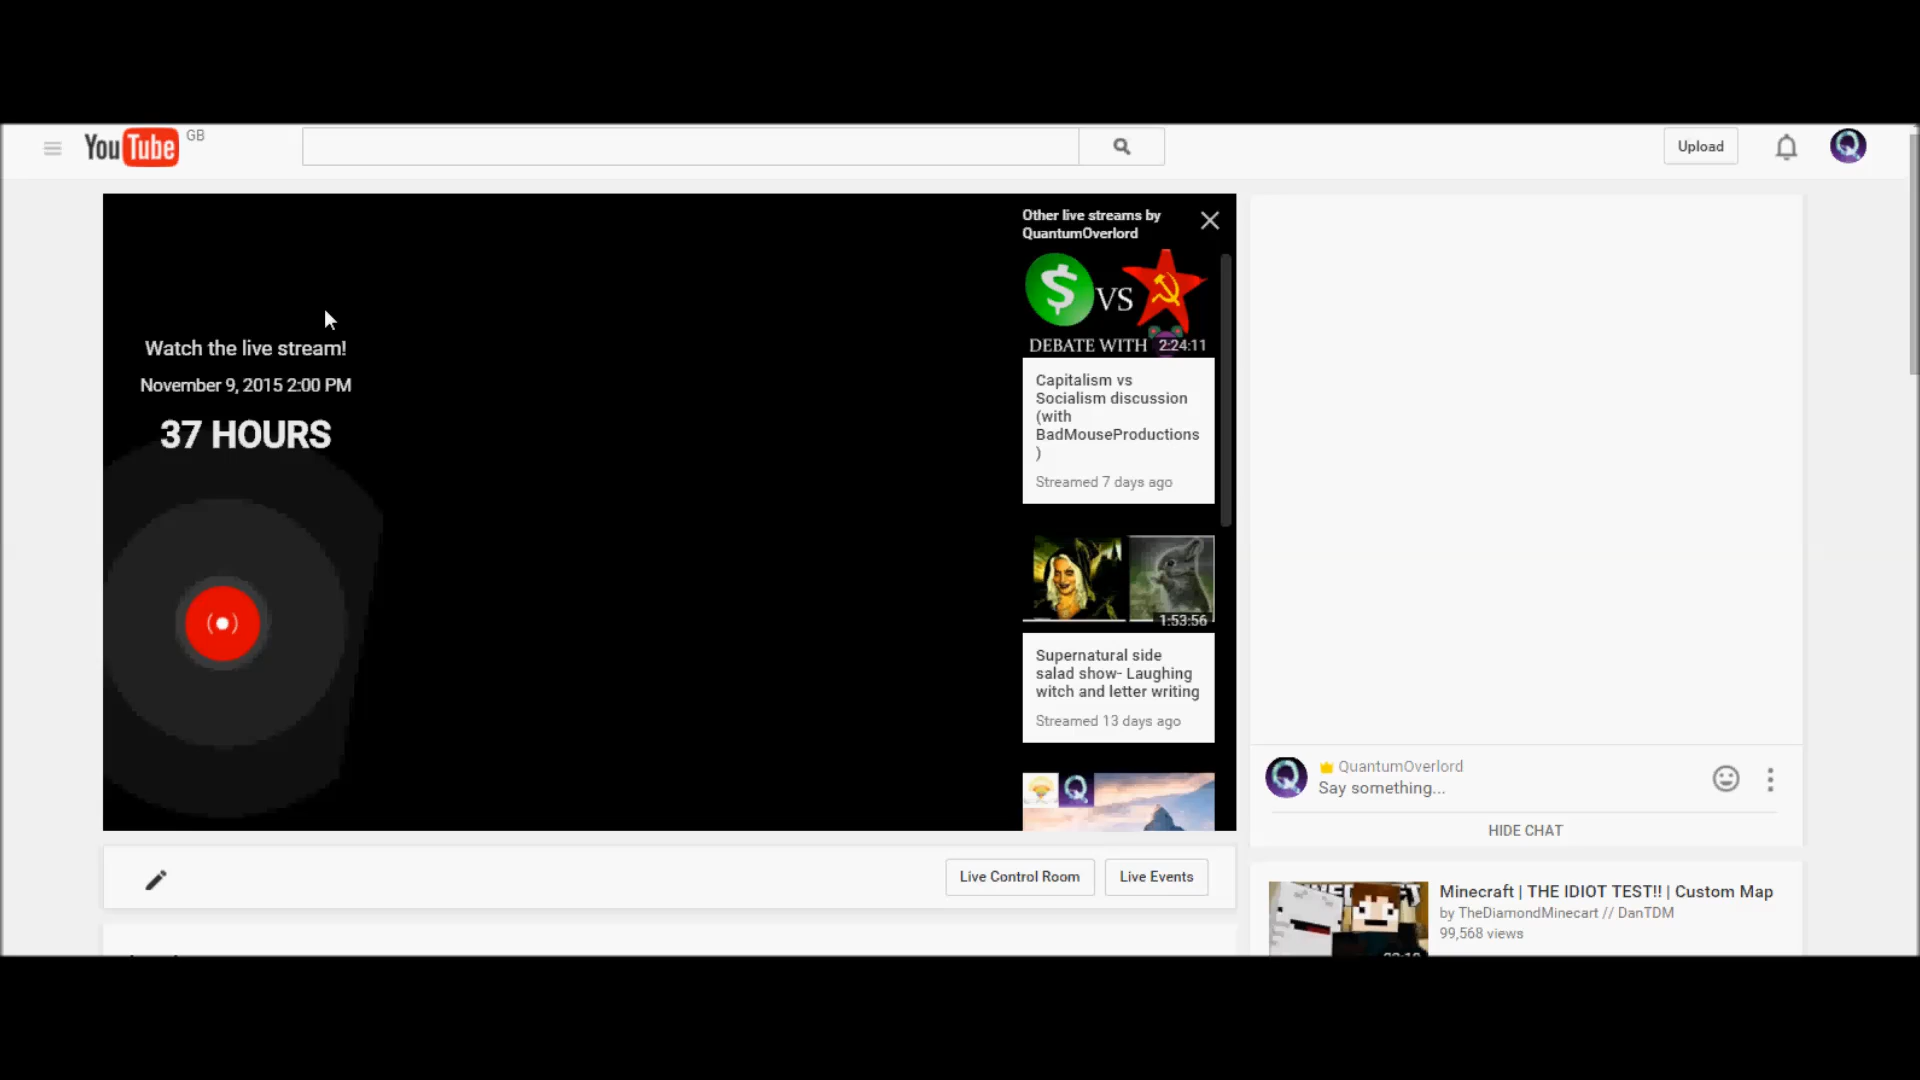 YouTube GB
Upload
Watch the live stream!
November 9, 2015 2:00 PM
37 HOURS
Other live streams by
QuantumOverlord
$ VS
DEBATE WITH 2:24:11
Capitalism vs
Socialism discussion
(with
BadMouseProductions
)
Streamed 7 days ago
1:53:56
Supernatural side
salad show- Laughing
witch and letter writing
Streamed 13 days ago
Q
QuantumOverlord
Say something...
HIDE CHAT
Live Control Room
Live Events
Minecraft | THE IDIOT TEST!! | Custom Map
by TheDiamondMinecart // DanTDM
99,568 views